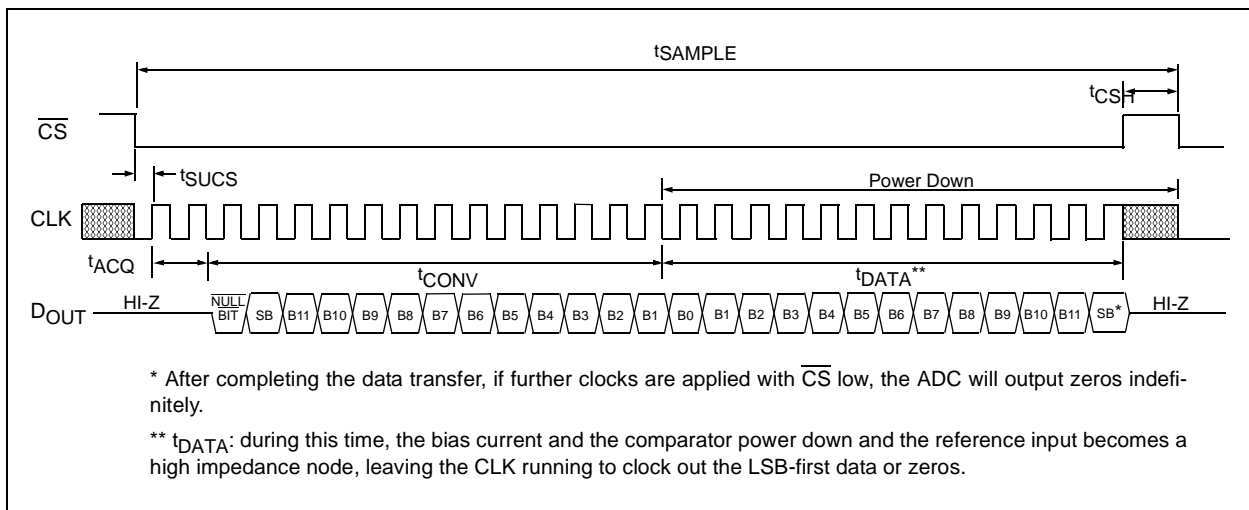 tSAMPLE
tCSH
CS
tSUCS
Power Down
CLK
tACQ
tCONV
tDATA**
DOUT HI-Z NULL BIT SB B11 B10 B9 B8 B7 B6 B5 B4 B3 B2 B1 B0 B1 B2 B3 B4 B5 B6 B7 B8 B9 B10 B11 SB* HI-Z
* After completing the data transfer, if further clocks are applied with CS low, the ADC will output zeros indefi-
nitely.
** tDATA: during this time, the bias current and the comparator power down and the reference input becomes a
high impedance node, leaving the CLK running to clock out the LSB-first data or zeros.